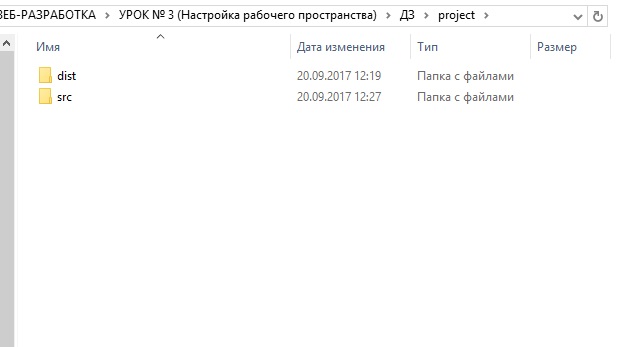 ВЕБ-РАЗРАБОТКА > УРОК № 3 (Настройка рабочего пространства) > ДЗ > project >
Имя Дата изменения Тип Размер
dist 20.09.2017 12:19 Папка с файлами
src 20.09.2017 12:27 Папка с файлами